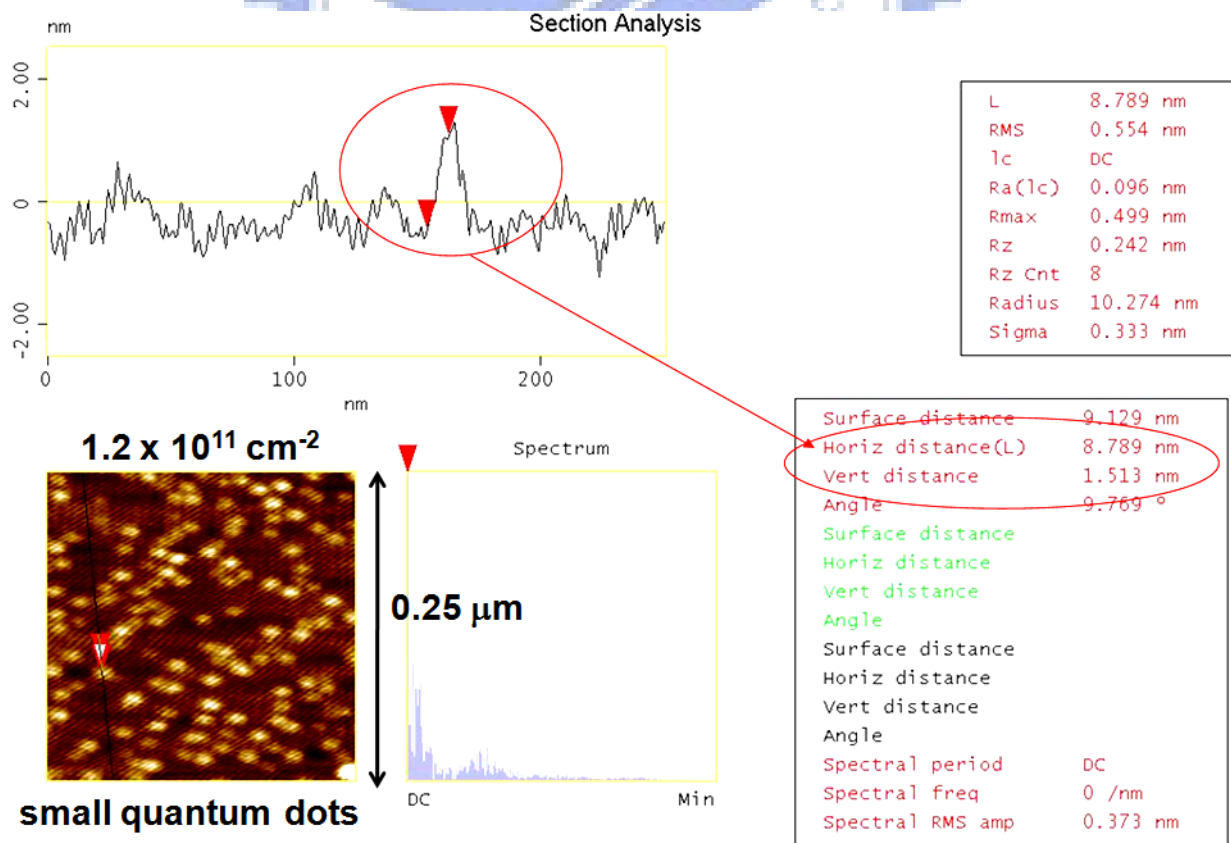 Section Analysis
nm
2.00
0
-2.00
0 100 200
nm
L 8.789 nm
RMS 0.554 nm
lc DC
Ra(lc) 0.096 nm
Rmax 0.499 nm
Rz 0.242 nm
Rz Cnt 8
Radius 10.274 nm
Sigma 0.333 nm
1.2 x 10¹¹ cm⁻²
0.25 μm
small quantum dots
Spectrum
DC Min
Surface distance 9.129 nm
Horiz distance(L) 8.789 nm
Vert distance 1.513 nm
Angle 9.769 °
Surface distance
Horiz distance
Vert distance
Angle
Surface distance
Horiz distance
Vert distance
Angle
Spectral period DC
Spectral freq 0 /nm
Spectral RMS amp 0.373 nm